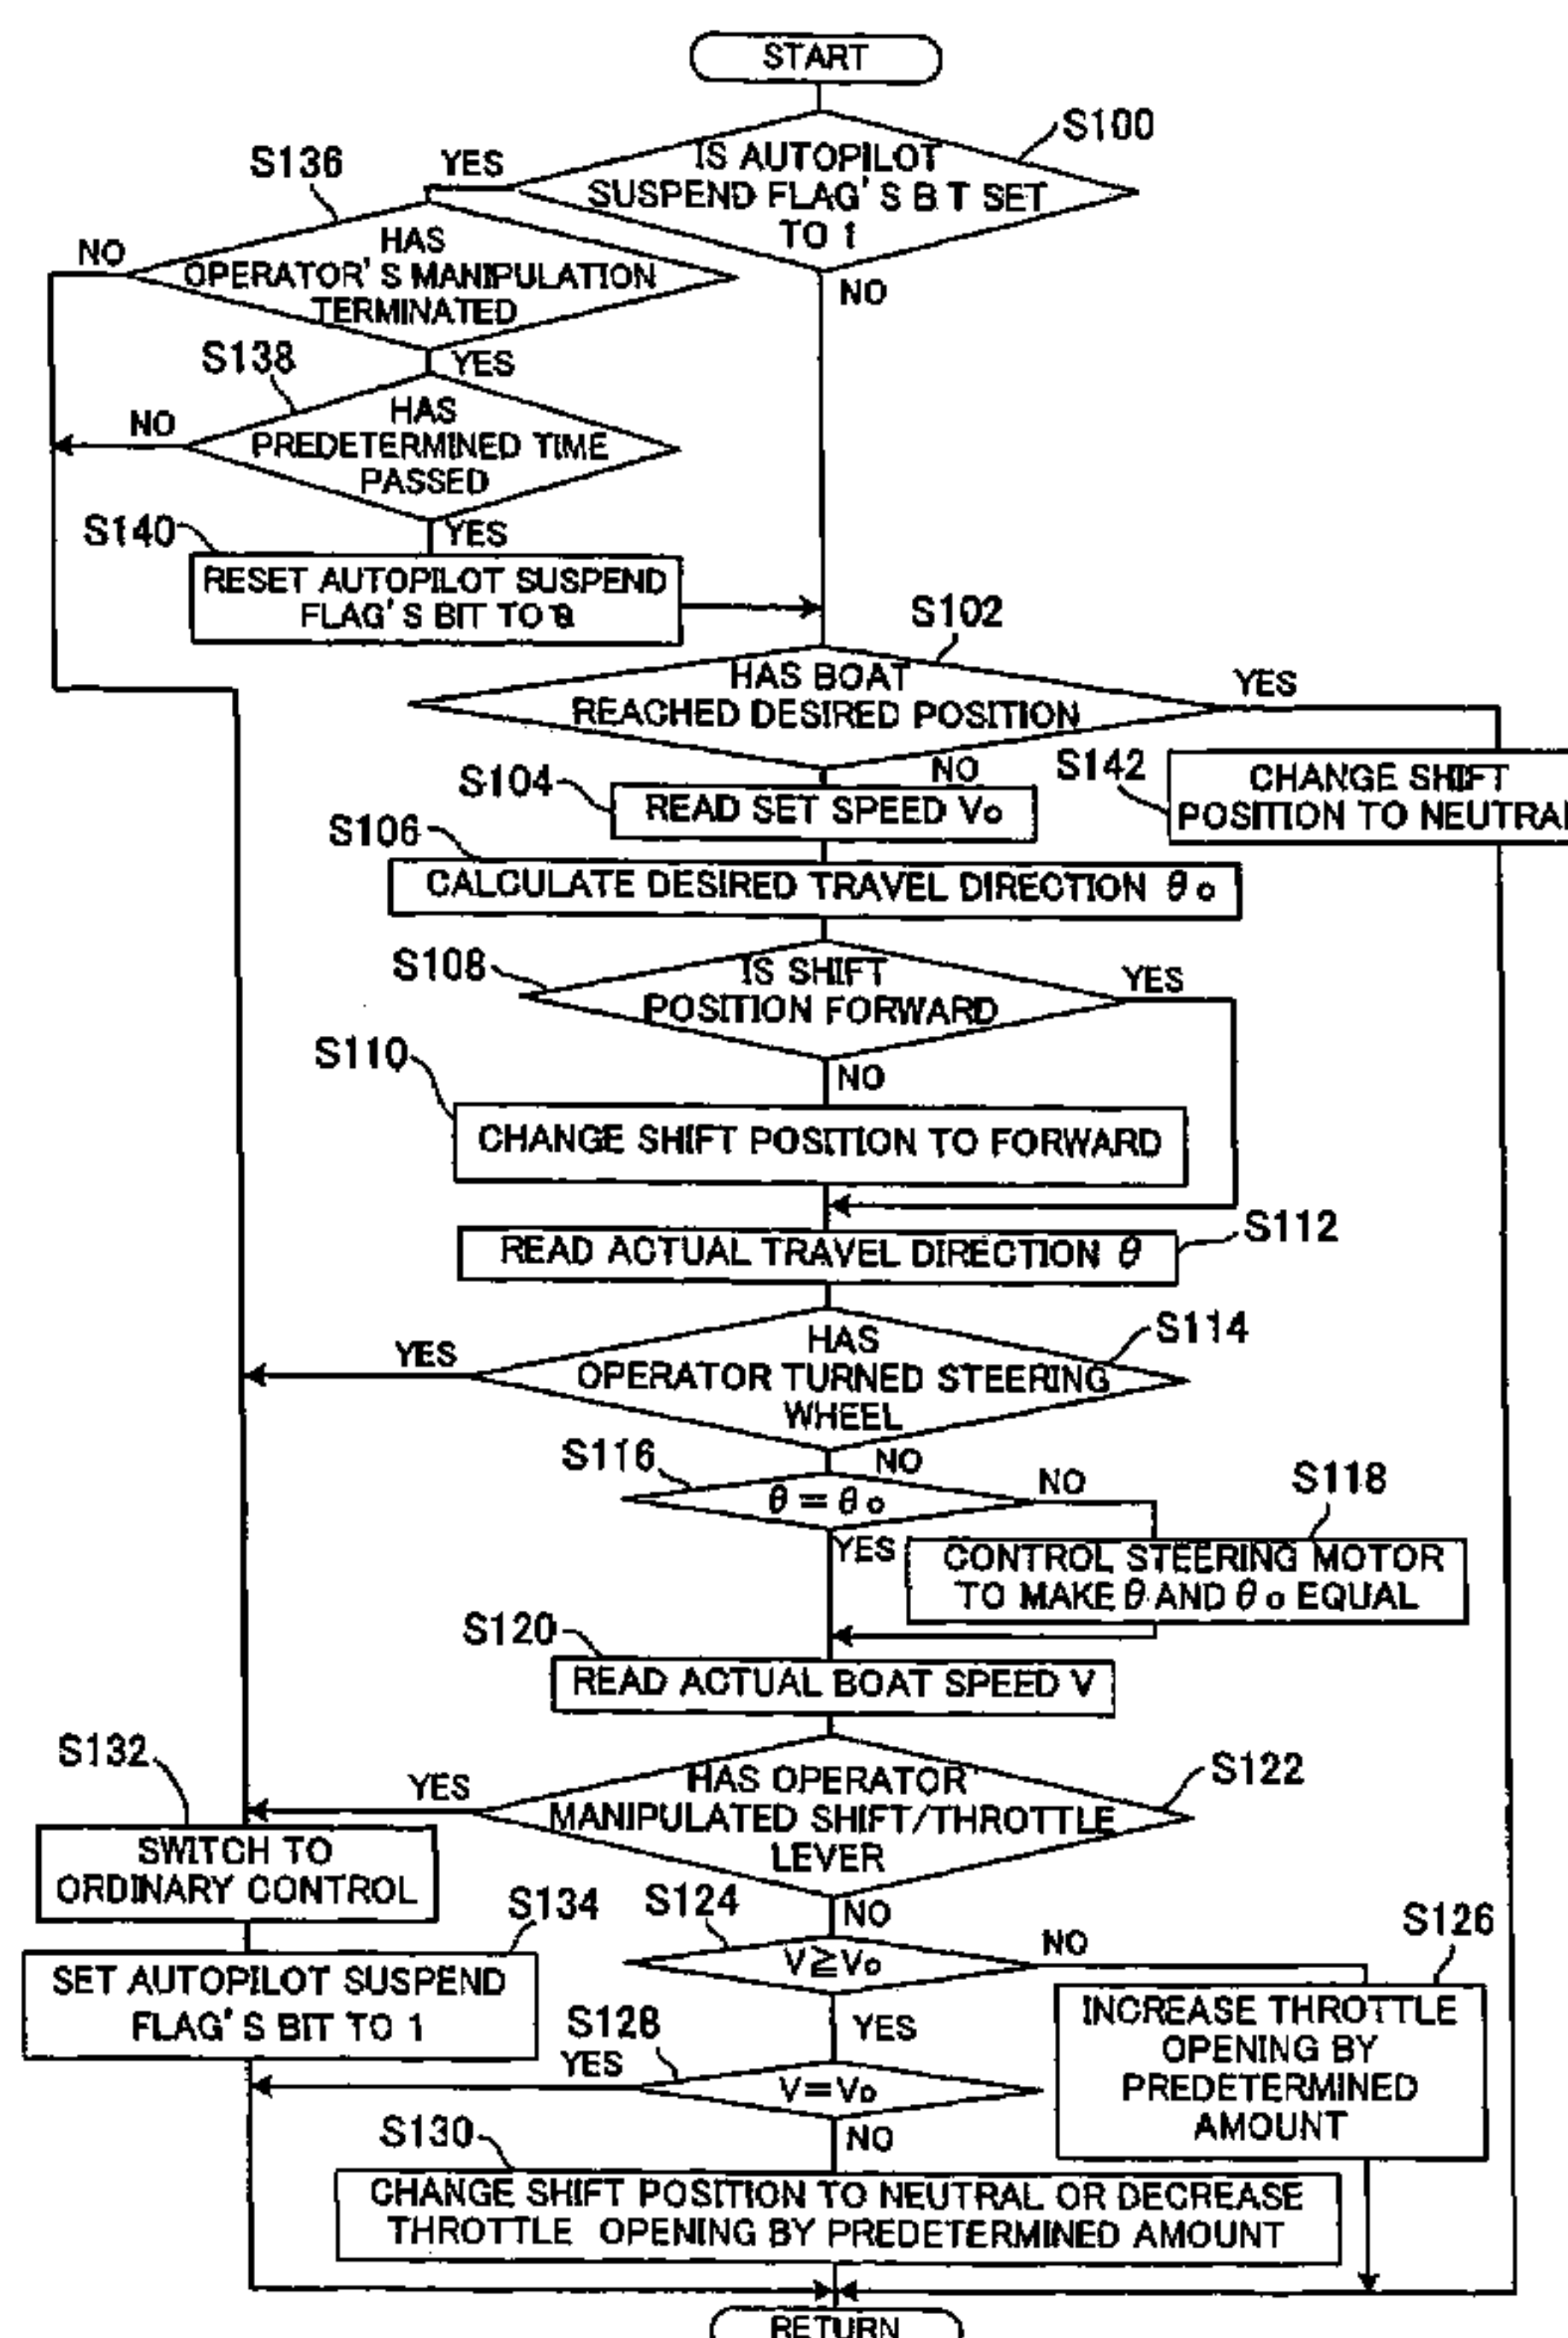 START
S100
IS AUTOPILOT
SUSPEND FLAG'S B T SET
TO 1
YES
NO
S136
HAS
OPERATOR'S MANIPULATION
TERMINATED
NO
YES
S138
HAS
PREDETERMINED TIME
PASSED
NO
YES
S140
RESET AUTOPILOT SUSPEND
FLAG'S BIT TO
S102
HAS BOAT
REACHED DESIRED POSITION
YES
NO
S142
CHANGE SHIFT
POSITION TO NEUTRAL
S104
READ SET SPEED Vo
S106
CALCULATE DESIRED TRAVEL DIRECTION θo
S108
IS SHIFT
POSITION FORWARD
YES
NO
S110
CHANGE SHIFT POSITION TO FORWARD
READ ACTUAL TRAVEL DIRECTION θ
S112
S114
HAS
OPERATOR TURNED STEERING
WHEEL
YES
NO
S116
θ = θo
NO
YES
S118
CONTROL STEERING MOTOR
TO MAKE θ AND θo EQUAL
S120
READ ACTUAL BOAT SPEED V
S122
HAS OPERATOR
MANIPULATED SHIFT/THROTTLE
LEVER
YES
NO
S132
SWITCH TO
ORDINARY CONTROL
S134
SET AUTOPILOT SUSPEND
FLAG'S BIT TO 1
S124
V≧Vo
NO
YES
S126
INCREASE THROTTLE
OPENING BY
PREDETERMINED
AMOUNT
S128
V=Vo
YES
NO
S130
CHANGE SHIFT POSITION TO NEUTRAL OR DECREASE
THROTTLE OPENING BY PREDETERMINED AMOUNT
RETURN